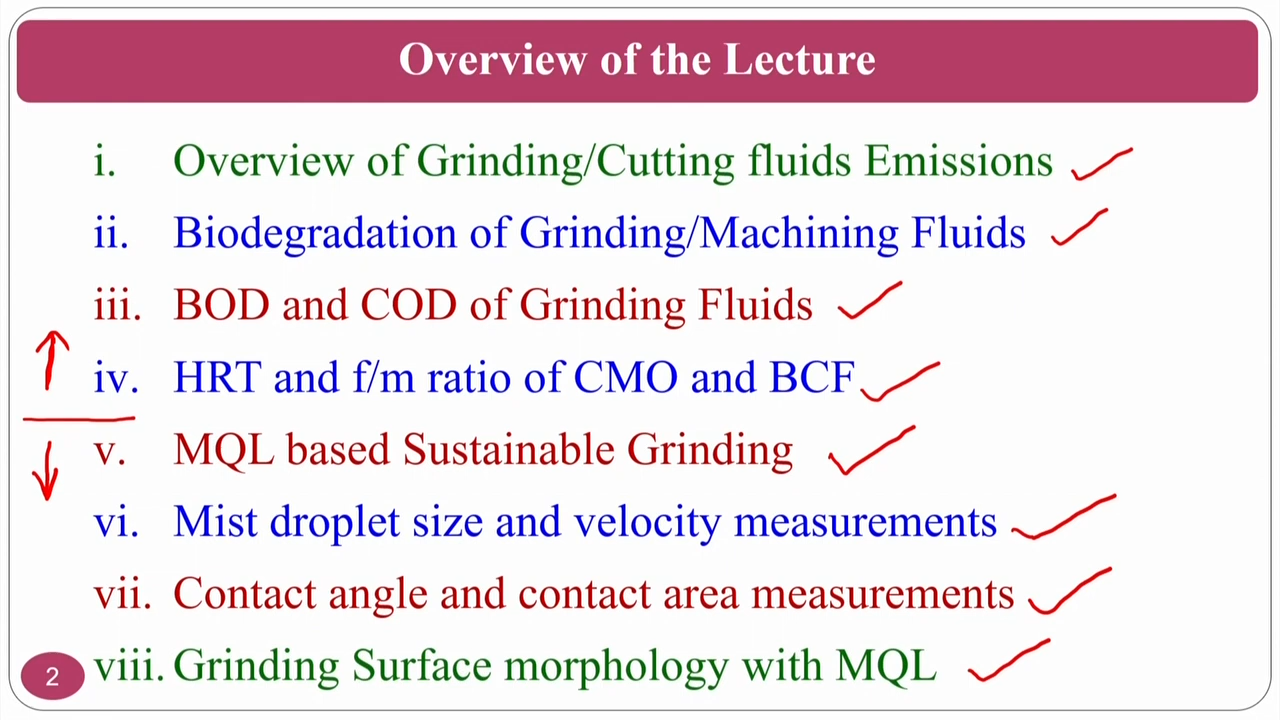 Overview of the Lecture
i. Overview of Grinding/Cutting fluids Emissions
ii. Biodegradation of Grinding/Machining Fluids
iii. BOD and COD of Grinding Fluids
iv. HRT and f/m ratio of CMO and BCF
v. MQL based Sustainable Grinding
vi. Mist droplet size and velocity measurements
vii. Contact angle and contact area measurements
viii. Grinding Surface morphology with MQL
2